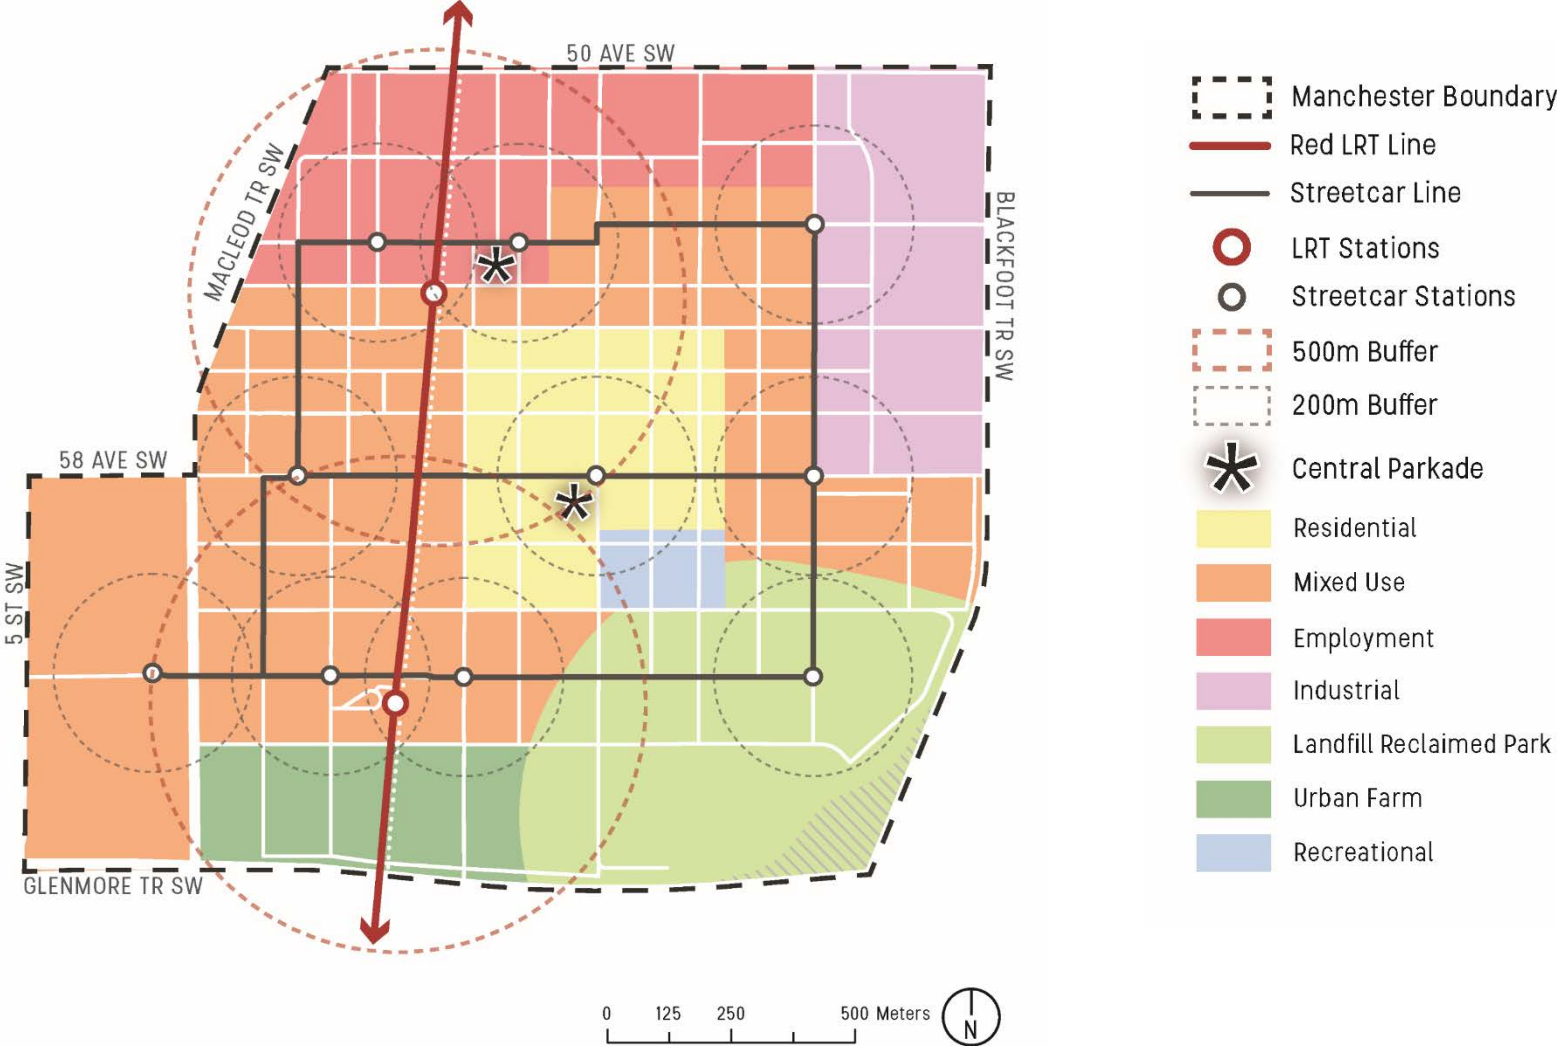 50 AVE SW
MACLEOD TR SW
BLACKFOOT TR SW
58 AVE SW
5 ST SW
GLENMORE TR SW
Manchester Boundary
Red LRT Line
Streetcar Line
LRT Stations
Streetcar Stations
500m Buffer
200m Buffer
Central Parkade
Residential
Mixed Use
Employment
Industrial
Landfill Reclaimed Park
Urban Farm
Recreational
0 125 250 500 Meters
N